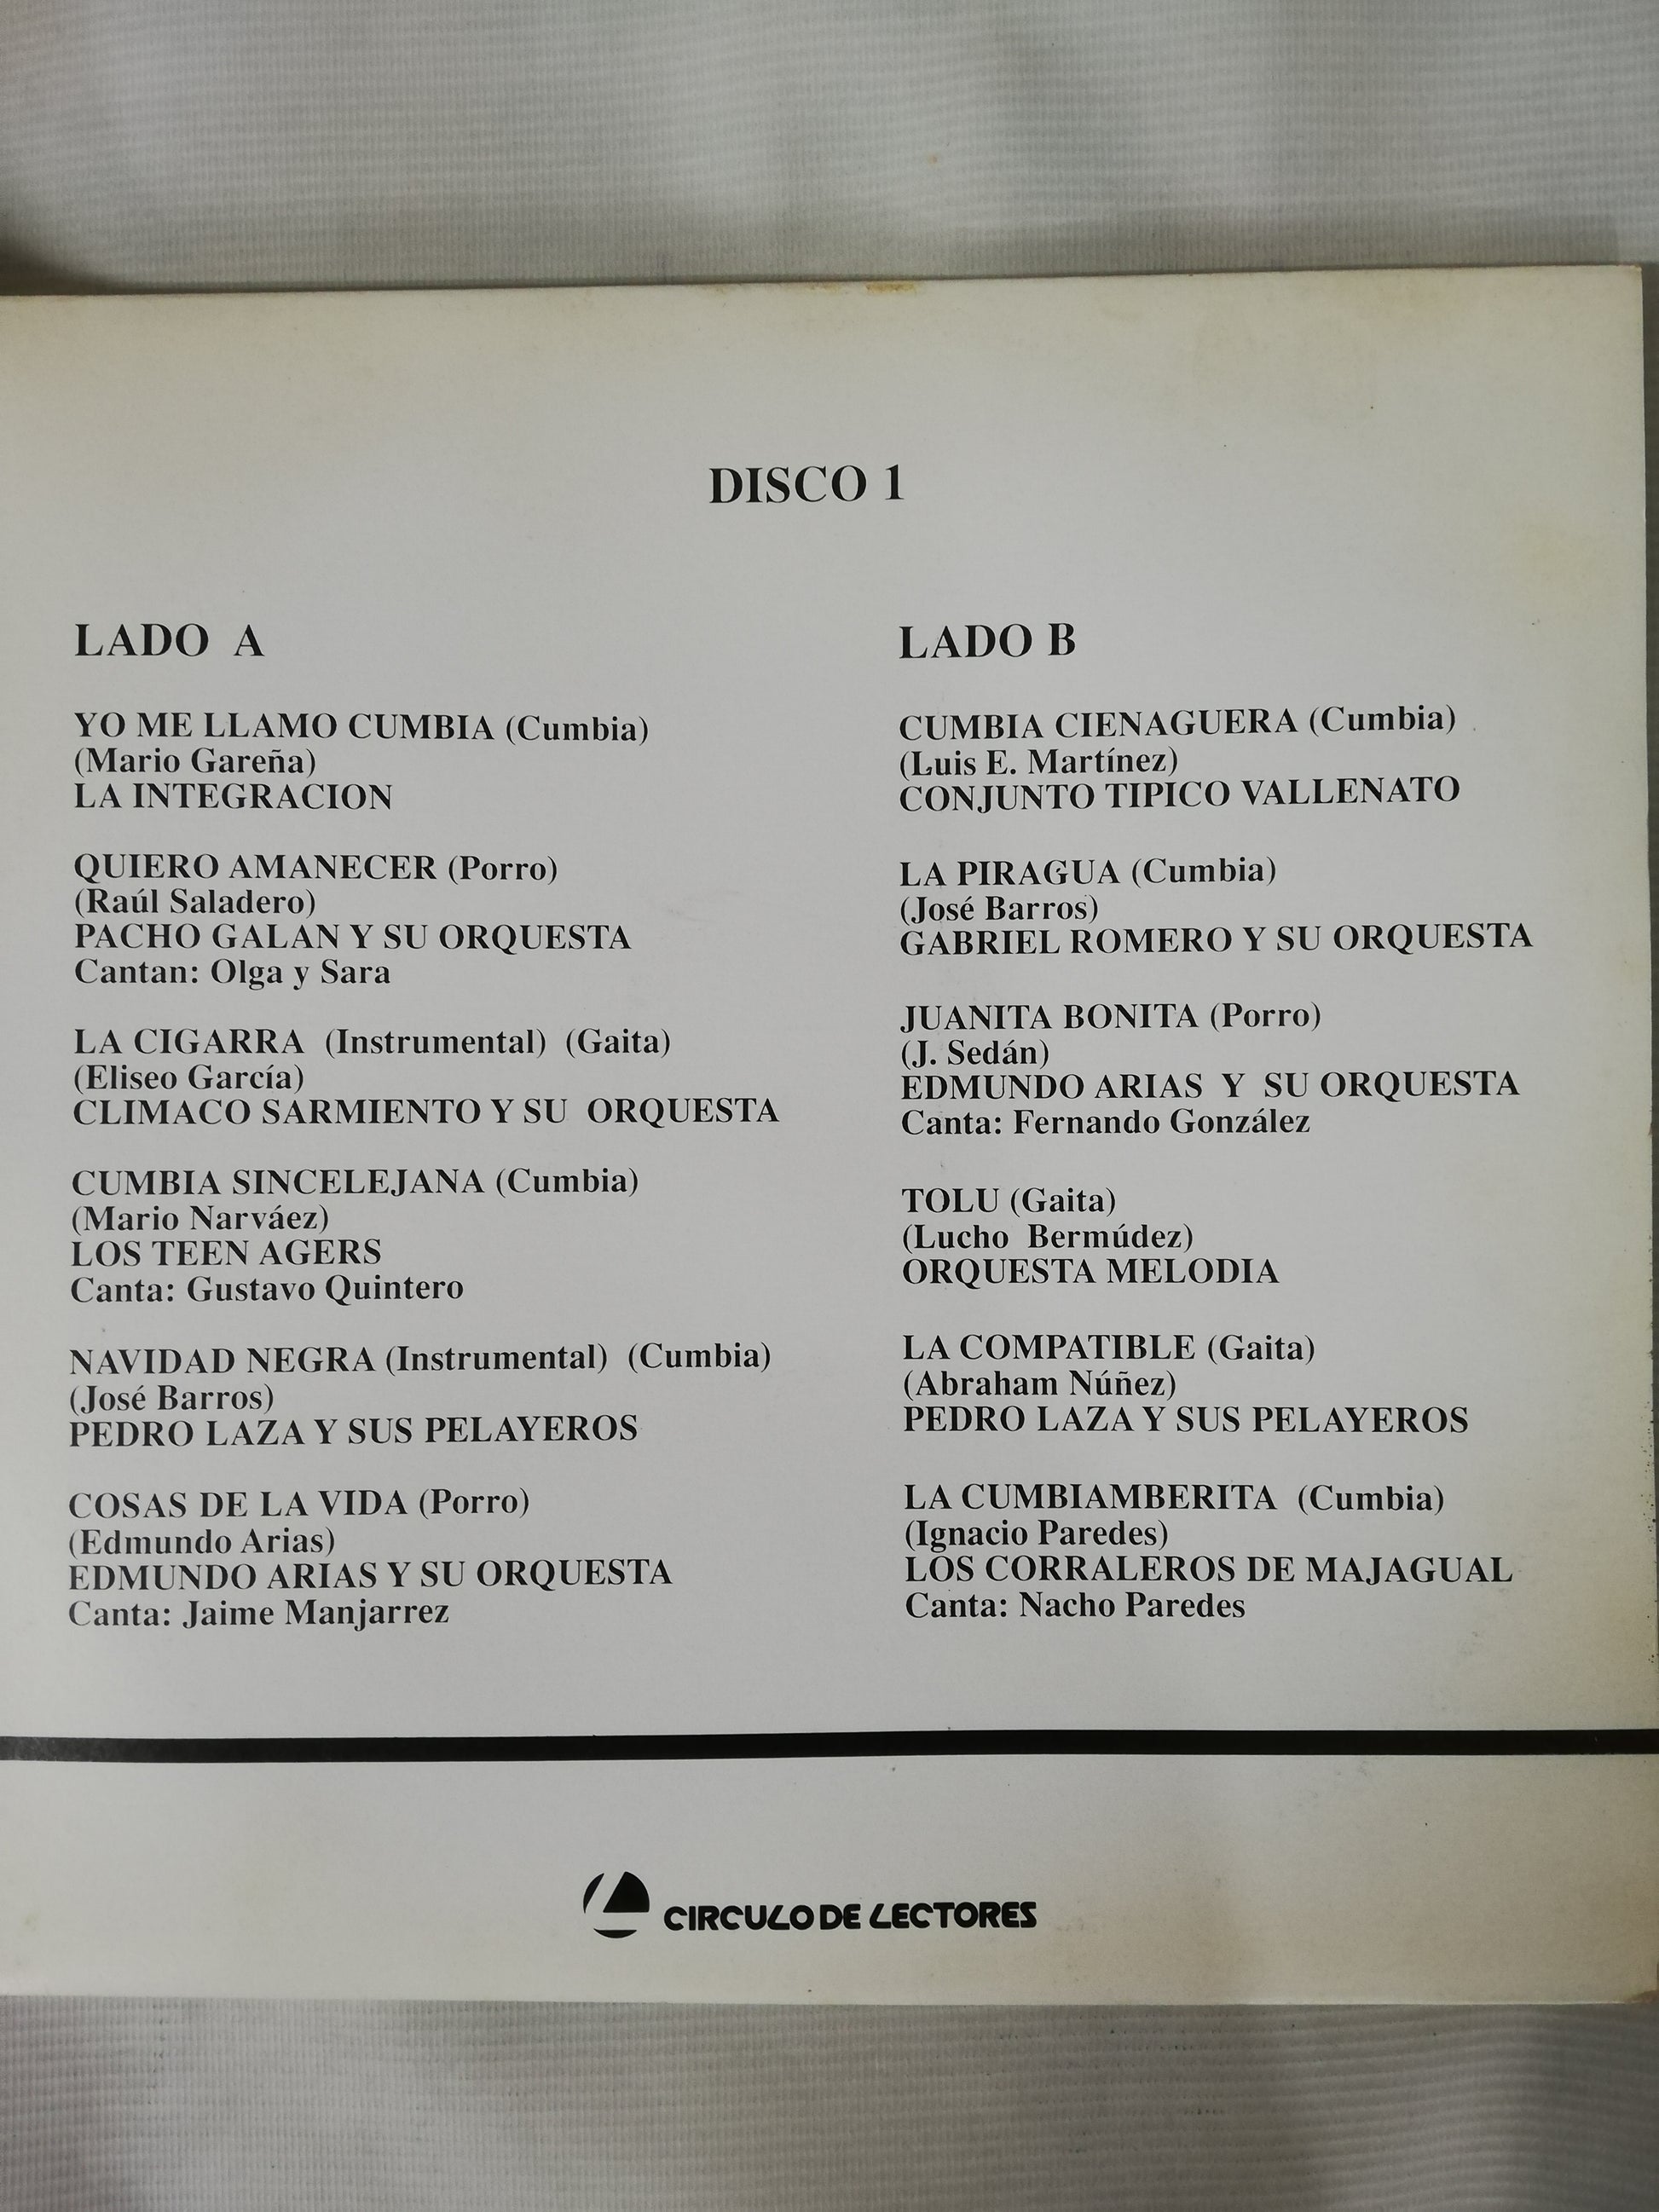 DISCO 1
LADO A
YO ME LLAMO CUMBIA (Cumbia)
(Mario Gareña)
LA INTEGRACION
QUIERO AMANECER (Porro)
(Raúl Saladero)
PACHO GALAN Y SU ORQUESTA
Cantan: Olga y Sara
LA CIGARRA (Instrumental) (Gaita)
(Eliseo García)
CLIMACO SARMIENTO Y SU ORQUESTA
CUMBIA SINCELEJANA (Cumbia)
(Mario Narváez)
LOS TEEN AGERS
Canta: Gustavo Quintero
NAVIDAD NEGRA (Instrumental) (Cumbia)
(José Barros)
PEDRO LAZA Y SUS PELAYEROS
COSAS DE LA VIDA (Porro)
(Edmundo Arias)
EDMUNDO ARIAS Y SU ORQUESTA
Canta: Jaime Manjarrez
LADO B
CUMBIA CIENAGUERA (Cumbia)
(Luis E. Martínez)
CONJUNTO TIPICO VALLENATO
LA PIRAGUA (Cumbia)
(José Barros)
GABRIEL ROMERO Y SU ORQUESTA
JUANITA BONITA (Porro)
(J. Sedán)
EDMUNDO ARIAS Y SU ORQUESTA
Canta: Fernando González
TOLU (Gaita)
(Lucho Bermúdez)
ORQUESTA MELODIA
LA COMPATIBLE (Gaita)
(Abraham Núñez)
PEDRO LAZA Y SUS PELAYEROS
LA CUMBIAMBERITA (Cumbia)
(Ignacio Paredes)
LOS CORRALEROS DE MAJAGUAL
Canta: Nacho Paredes
CIRCULO DE LECTORES